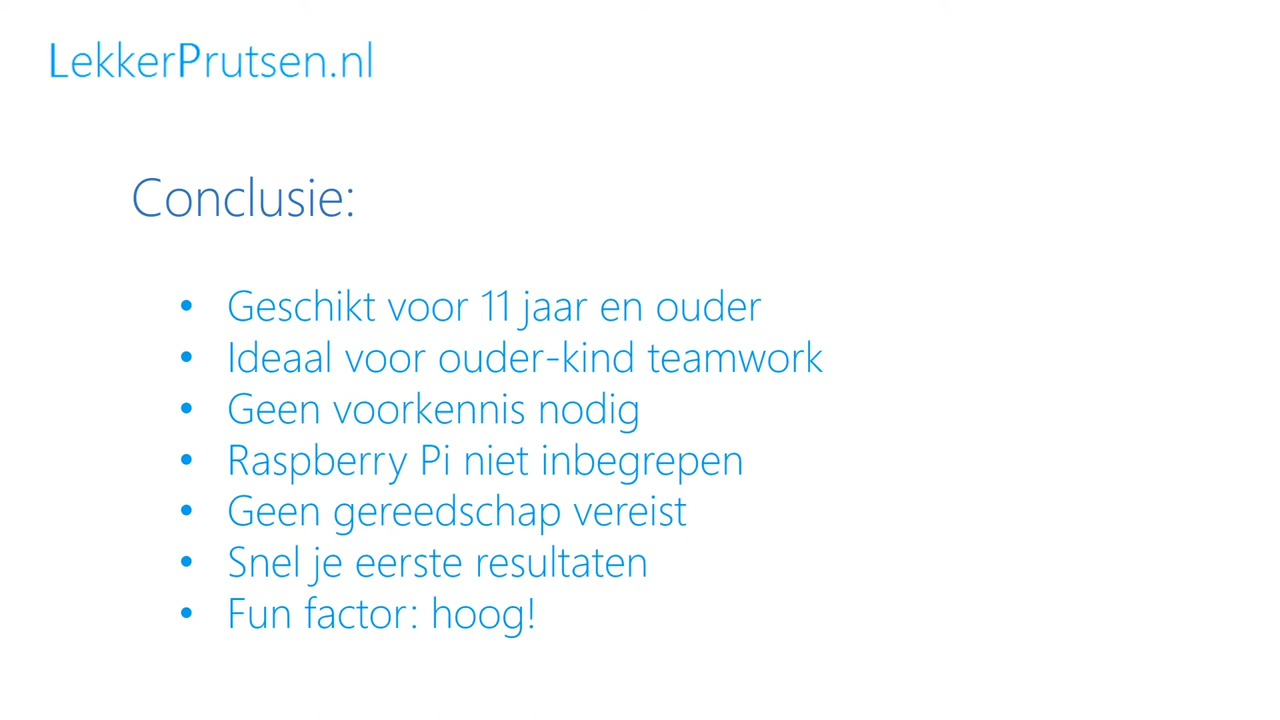 LekkerPrutsen.nl
Conclusie:
• Geschikt voor 11 jaar en ouder
• Ideaal voor ouder-kind teamwork
• Geen voorkennis nodig
• Raspberry Pi niet inbegrepen
• Geen gereedschap vereist
• Snel je eerste resultaten
• Fun factor: hoog!